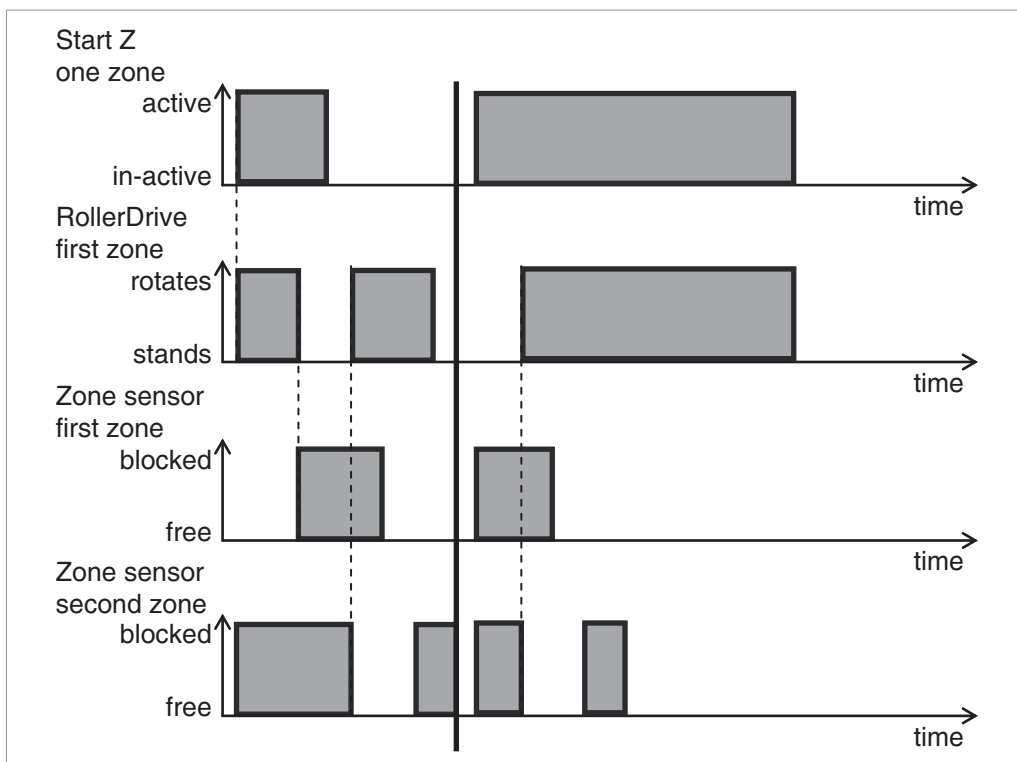 Start Z
one zone
active
in-active
time
RollerDrive
first zone
rotates
stands
time
Zone sensor
first zone
blocked
free
time
Zone sensor
second zone
blocked
free
time